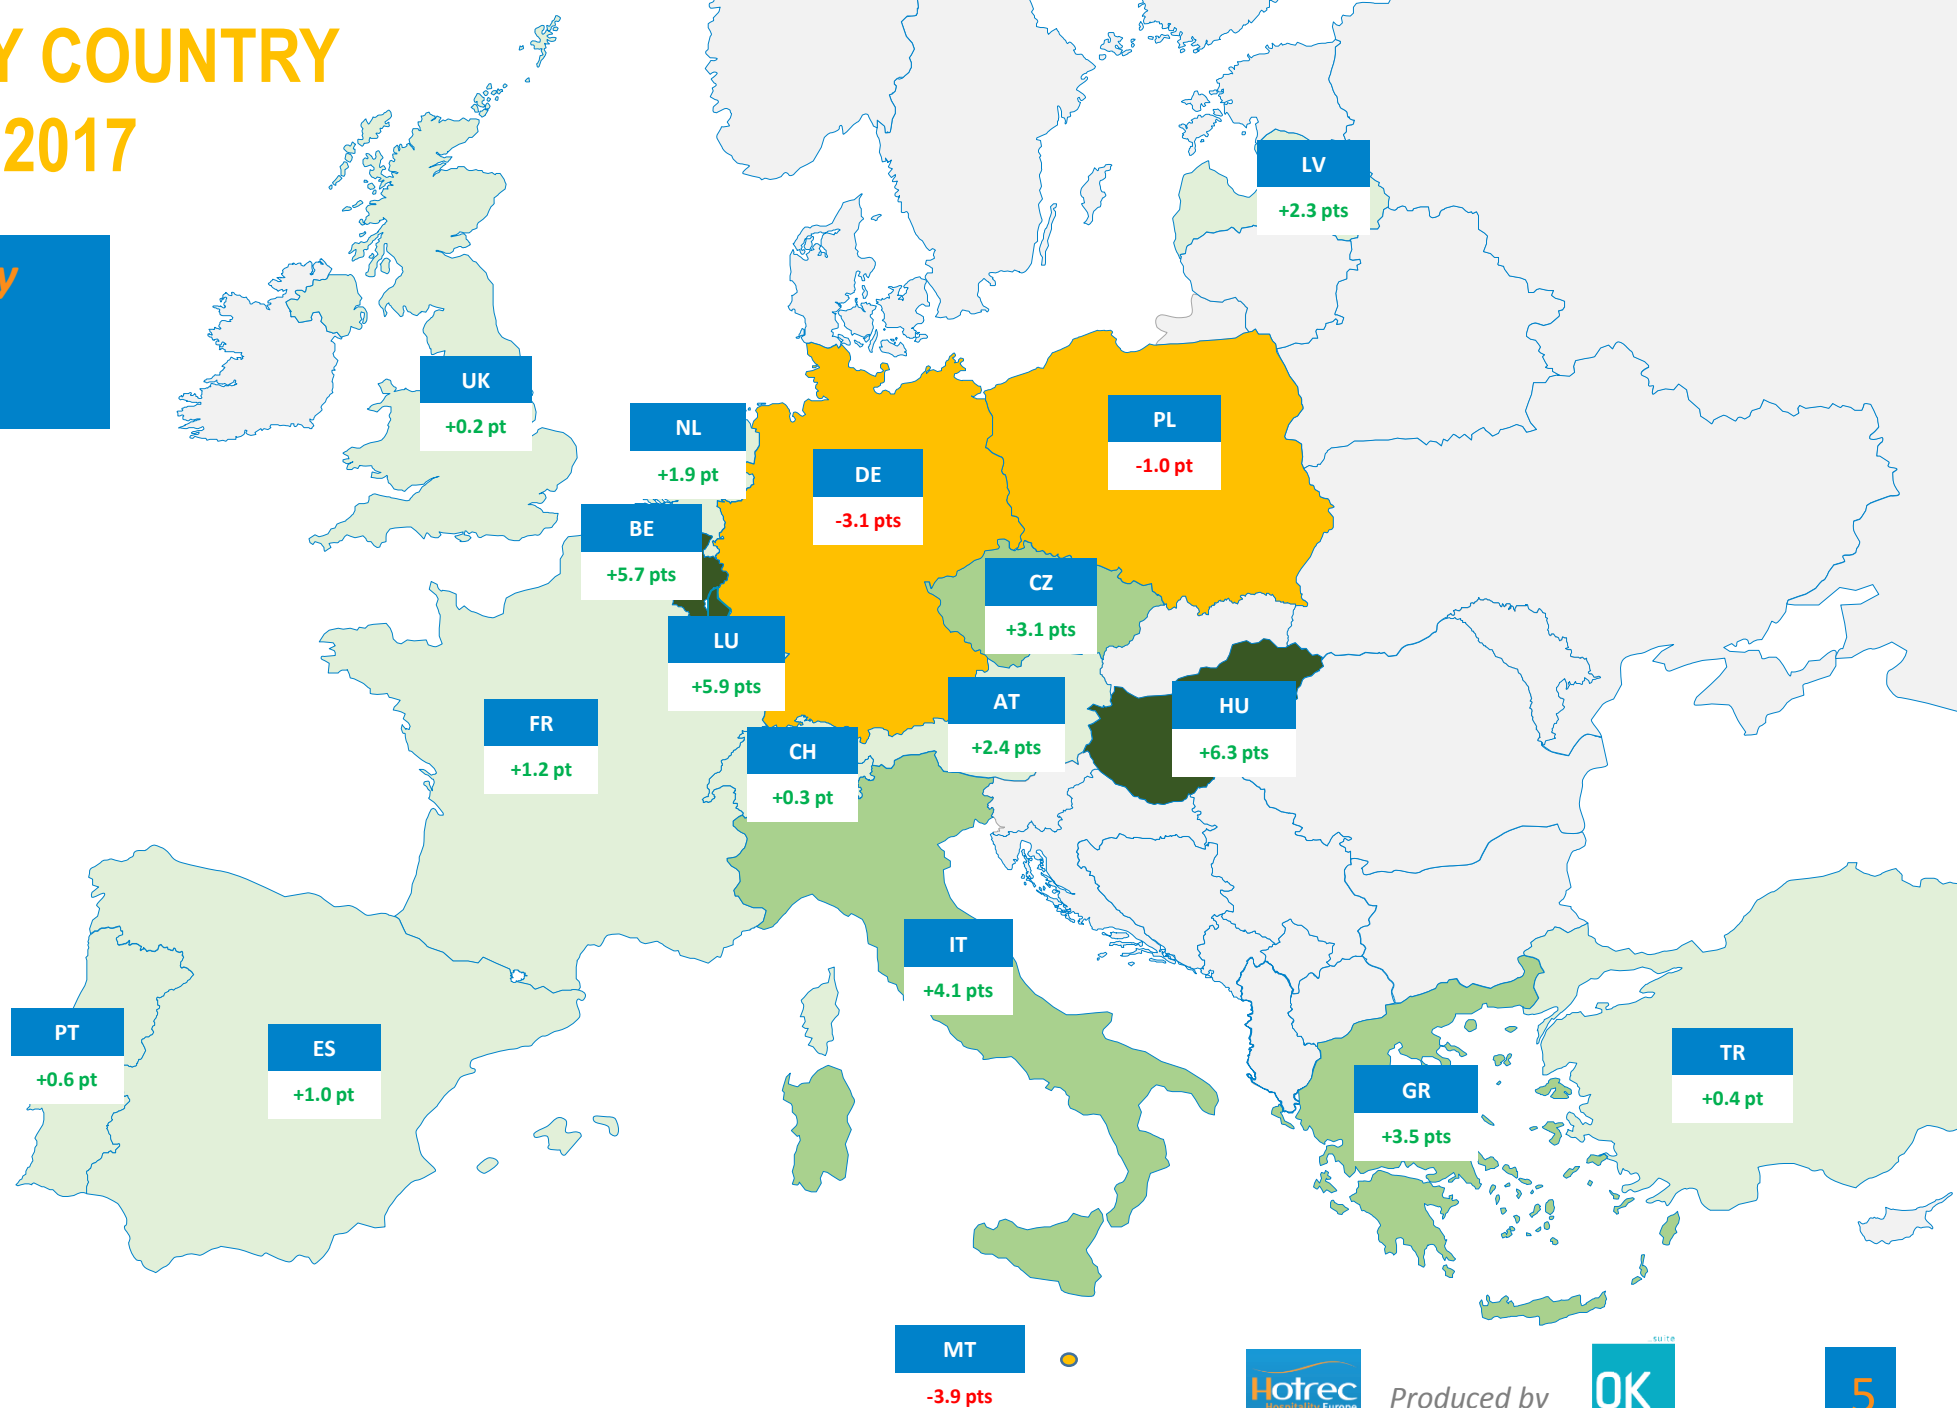 Y COUNTRY
2017
y
LV
+2.3 pts
UK
+0.2 pt
NL
+1.9 pt
PL
-1.0 pt
DE
-3.1 pts
BE
+5.7 pts
CZ
+3.1 pts
LU
+5.9 pts
AT
+2.4 pts
HU
+6.3 pts
FR
+1.2 pt
CH
+0.3 pt
IT
+4.1 pts
PT
+0.6 pt
ES
+1.0 pt
TR
+0.4 pt
GR
+3.5 pts
MT
-3.9 pts
Hotrec
Hospitality Europe
Produced by
suite
OK
5